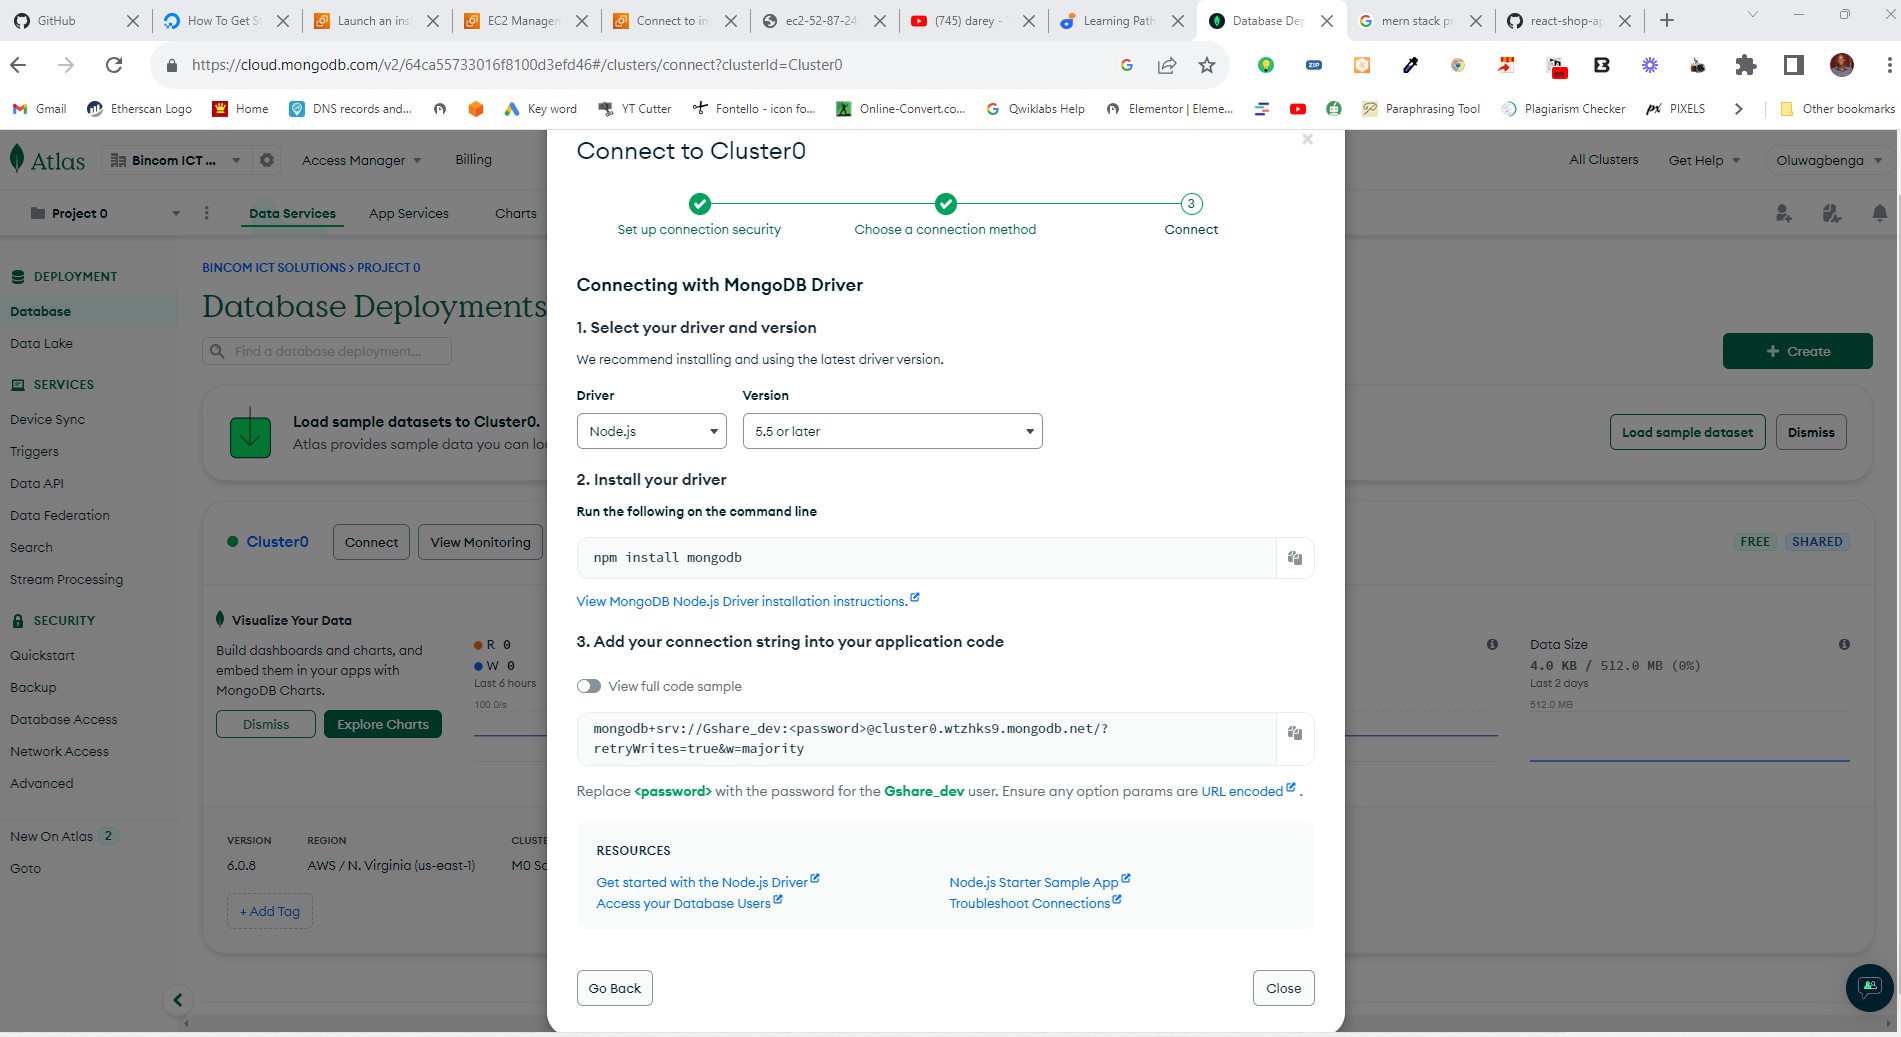 GitHub
How To Get S
Launch an ins
EC2 Managem
Connect to in
ec2-52-87-24
(745) darey -
Learning Path
Database Dep
mern stack pr
react-shop-ap
https://cloud.mongodb.com/v2/64ca55733016f8100d3efd46#/clusters/connect?clusterId=Cluster0
Gmail
Etherscan Logo
Home
DNS records and...
Key word
YT Cutter
Fontello - icon fo...
Online-Convert.co...
Qwiklabs Help
Elementor | Eleme...
Paraphrasing Tool
Plagiarism Checker
PIXELS
Other bookmarks
Atlas
Bincom ICT ...
Access Manager
Billing
All Clusters
Get Help
Oluwagbenga
Project 0
Data Services
App Services
Charts
DEPLOYMENT
Database
Data Lake
SERVICES
Device Sync
Triggers
Data API
Data Federation
Search
Stream Processing
SECURITY
Quickstart
Backup
Database Access
Network Access
Advanced
New On Atlas 2
Goto
BINCOM ICT SOLUTIONS > PROJECT 0
Database Deployments
Find a database deployment...
+ Create
Load sample datasets to Cluster0.
Atlas provides sample data you can lo
Load sample dataset
Dismiss
Cluster0
Connect
View Monitoring
FREE
SHARED
Visualize Your Data
Build dashboards and charts, and
embed them in your apps with
MongoDB Charts.
Dismiss
Explore Charts
R 0
W 0
Last 6 hours
100.0/s
Data Size
4.0 KB / 512.0 MB (0%)
Last 2 days
512.0 MB
VERSION
6.0.8
REGION
AWS / N. Virginia (us-east-1)
CLUSTE
M0 Sa
+ Add Tag
Connect to Cluster0
Set up connection security
Choose a connection method
3
Connect
Connecting with MongoDB Driver
1. Select your driver and version
We recommend installing and using the latest driver version.
Driver
Version
Node.js
5.5 or later
2. Install your driver
Run the following on the command line
npm install mongodb
View MongoDB Node.js Driver installation instructions.
3. Add your connection string into your application code
View full code sample
mongodb+srv://Gshare_dev:<password>@cluster0.wtzhks9.mongodb.net/?
retryWrites=true&w=majority
Replace <password> with the password for the Gshare_dev user. Ensure any option params are URL encoded .
RESOURCES
Get started with the Node.js Driver
Node.js Starter Sample App
Access your Database Users
Troubleshoot Connections
Go Back
Close